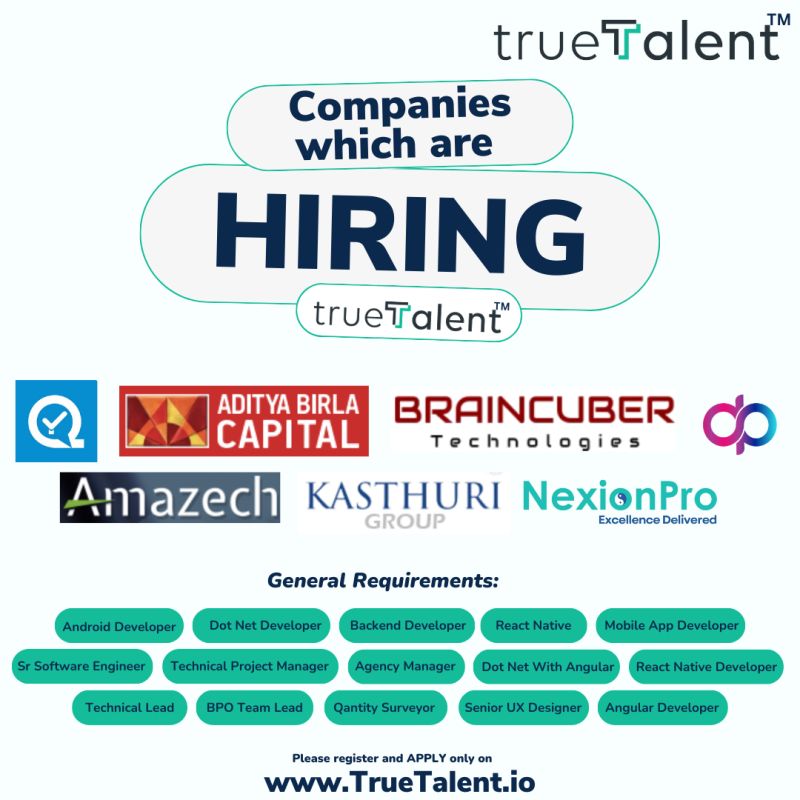 trueTalent™
Companies
which are
HIRING
trueTalent™
ADITYA BIRLA
CAPITAL
BRAINCUBER
Technologies
dp
Amazech
KASTHURI
GROUP
NexionPro
Excellence Delivered
General Requirements:
Android Developer
Dot Net Developer
Backend Developer
React Native
Mobile App Developer
Sr Software Engineer
Technical Project Manager
Agency Manager
Dot Net With Angular
React Native Developer
Technical Lead
BPO Team Lead
Qantity Surveyor
Senior UX Designer
Angular Developer
Please register and APPLY only on
www.TrueTalent.io